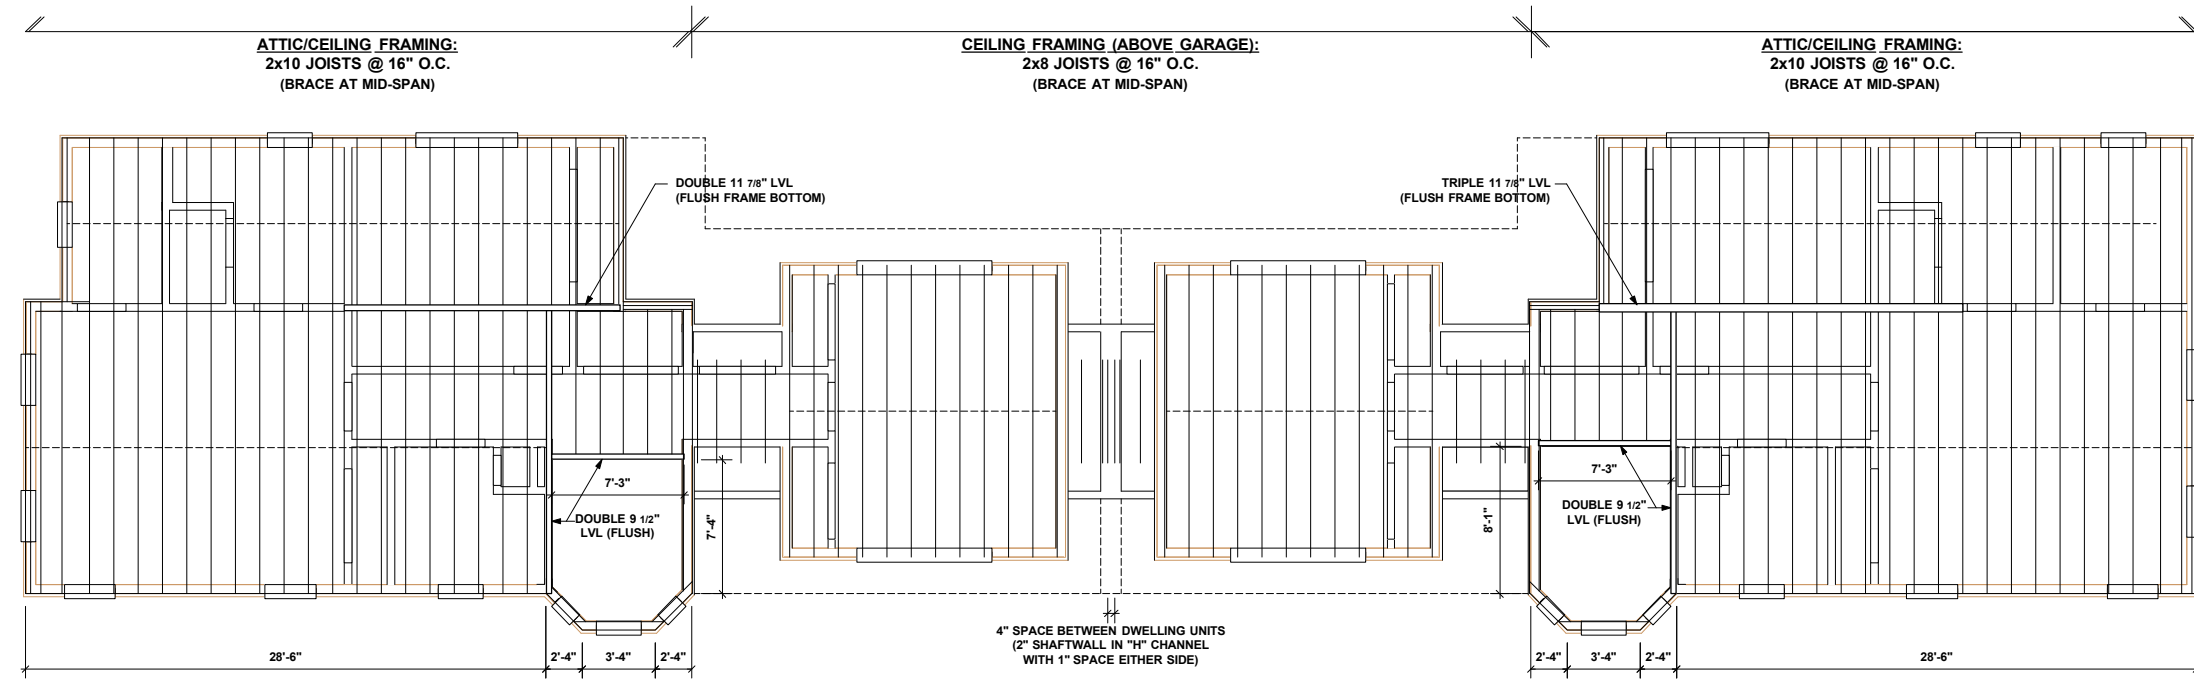 ATTIC/CEILING FRAMING:
2x10 JOISTS @ 16" O.C.
(BRACE AT MID-SPAN)
CEILING FRAMING (ABOVE GARAGE):
2x8 JOISTS @ 16" O.C.
(BRACE AT MID-SPAN)
ATTIC/CEILING FRAMING:
2x10 JOISTS @ 16" O.C.
(BRACE AT MID-SPAN)
DOUBLE 11 7/8" LVL
(FLUSH FRAME BOTTOM)
TRIPLE 11 7/8" LVL
(FLUSH FRAME BOTTOM)
7'-3"
DOUBLE 9 1/2"
LVL (FLUSH)
7'-4"
8'-1"
7'-3"
DOUBLE 9 1/2"
LVL (FLUSH)
4" SPACE BETWEEN DWELLING UNITS
(2" SHAFTWALL IN "H" CHANNEL
WITH 1" SPACE EITHER SIDE)
28'-6"
2'-4"
3'-4"
2'-4"
2'-4"
3'-4"
2'-4"
28'-6"